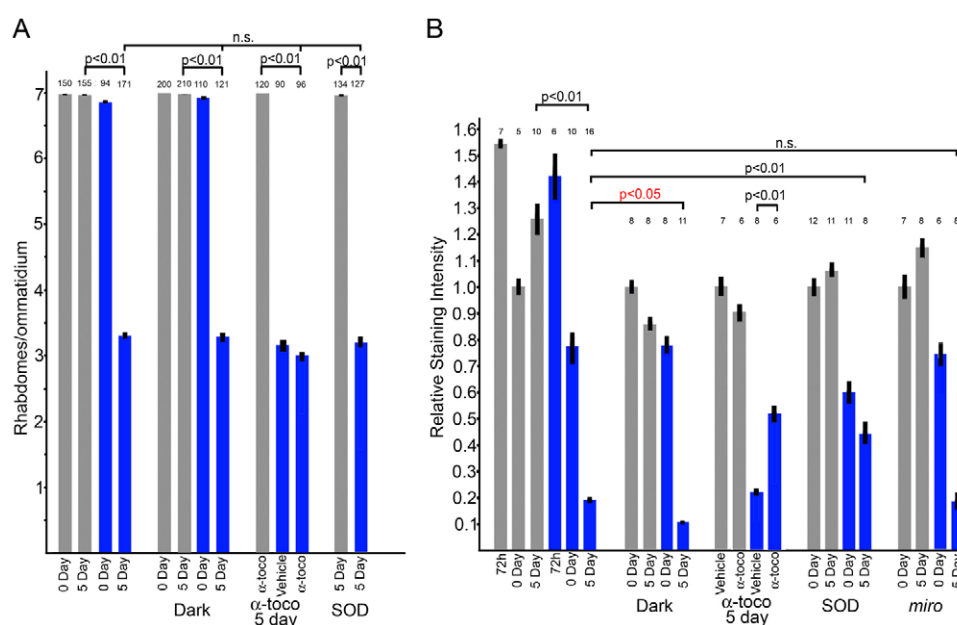 A
n.s.
p<0.01 p<0.01 p<0.01 p<0.01
150 155 94 171 200 210 110 121 120 90 96 134 127
7
6
5
4
3
2
1
Rhabdomes/ommatidium
0 Day 5 Day 0 Day 5 Day 0 Day 5 Day 0 Day 5 Day α-toco Vehicle α-toco 5 Day 5 Day
Dark α-toco SOD
5 day
B
p<0.01
n.s.
p<0.01
p<0.05 p<0.01
7 5 10 6 10 16
8 8 8 11 7 6 8 6 12 11 11 8 7 8 6 8
1.6
1.5
1.4
1.3
1.2
1.1
1.0
0.9
0.8
0.7
0.6
0.5
0.4
0.3
0.2
0.1
Relative Staining Intensity
72h 0 Day 5 Day 72h 0 Day 5 Day 0 Day 5 Day 0 Day 5 Day Vehicle α-toco Vehicle α-toco 0 Day 5 Day 0 Day 5 Day 0 Day 5 Day 0 Day 5 Day
Dark α-toco SOD miro
5 day